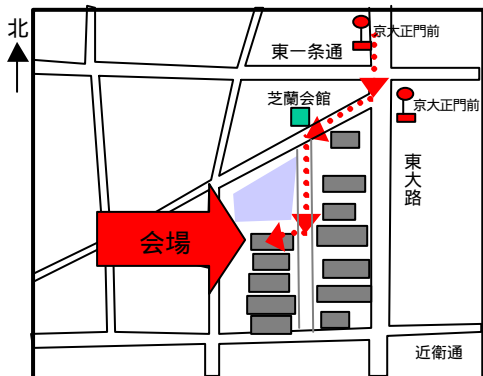 北
京大正門前
東一条通
芝蘭会館
京大正門前
東大路
会場
近衛通